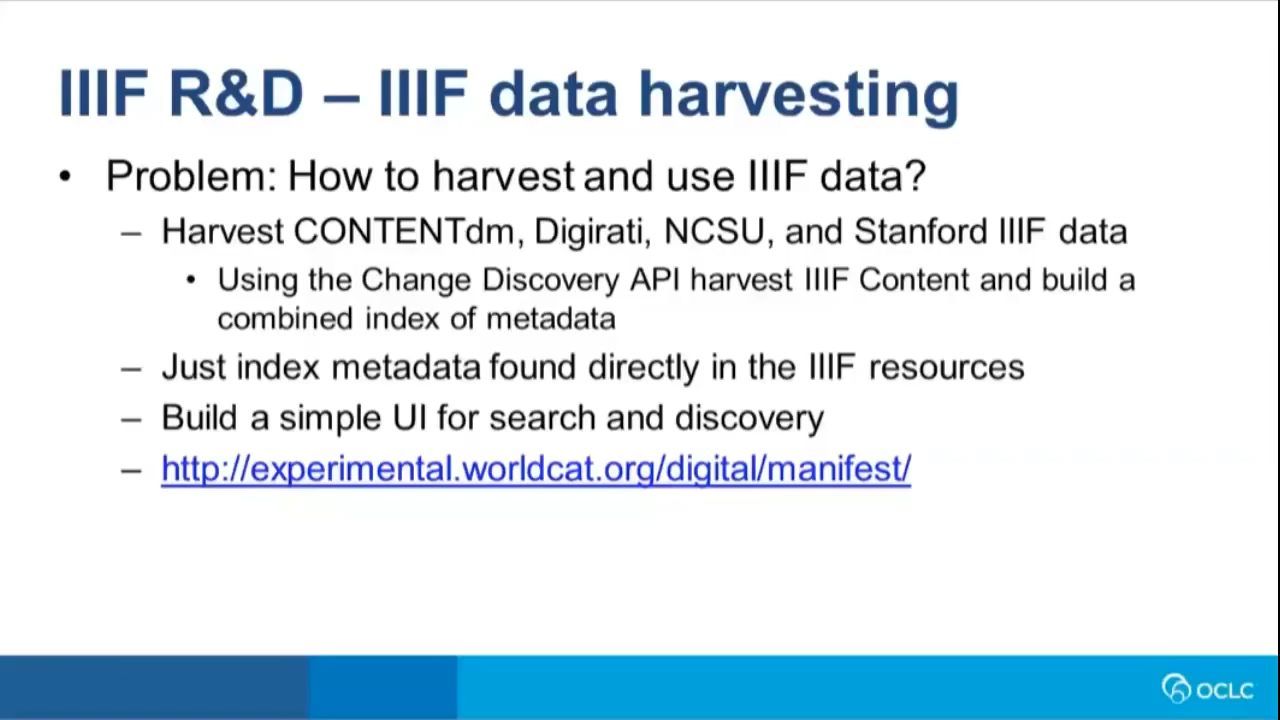 IIIF R&D – IIIF data harvesting
• Problem: How to harvest and use IIIF data?
– Harvest CONTENTdm, Digirati, NCSU, and Stanford IIIF data
• Using the Change Discovery API harvest IIIF Content and build a
combined index of metadata
– Just index metadata found directly in the IIIF resources
– Build a simple UI for search and discovery
– http://experimental.worldcat.org/digital/manifest/
OCLC